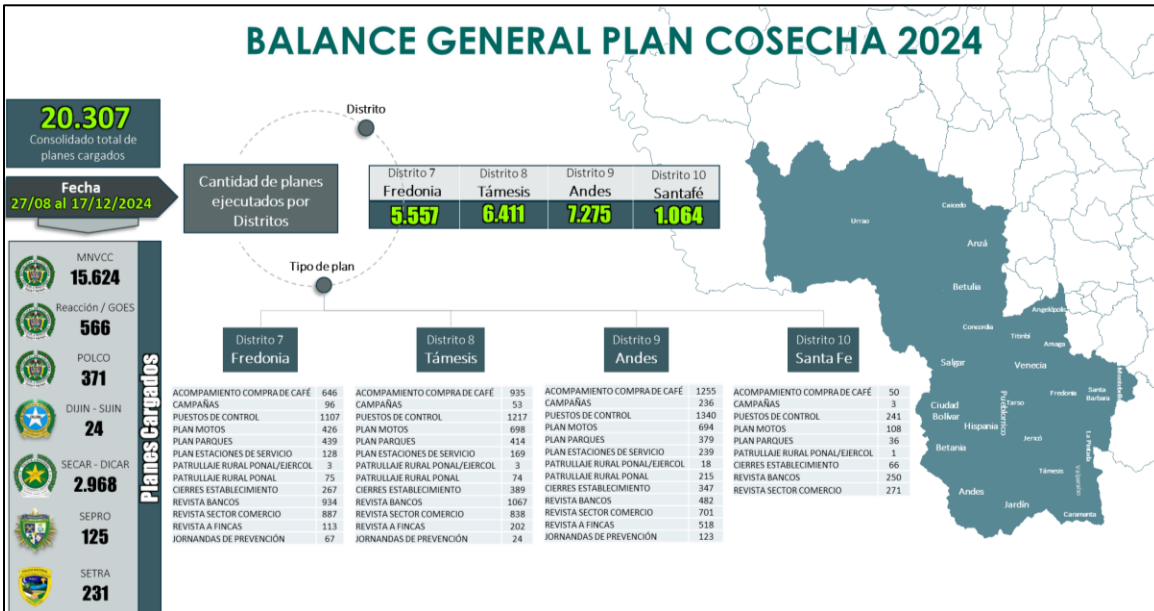 BALANCE GENERAL PLAN COSECHA 2024
20.307
Consolidado total de
planes cargados
Fecha
27/08 al 17/12/2024
Planes Cargados
MNVCC
15.624
Reacción / GOES
566
POLCO
371
DIJIN - SIJIN
24
SECAR - DICAR
2.968
SEPRO
125
SETRA
231
Distrito
Cantidad de planes
ejecutados por
Distritos
Tipo de plan
Distrito 7 Distrito 8 Distrito 9 Distrito 10
Fredonia Támesis Andes Santafé
5.557 6.411 7.275 1.064
Distrito 7
Fredonia
ACOMPAMIENTO COMPRA DE CAFÉ 646
CAMPAÑAS 96
PUESTOS DE CONTROL 1107
PLAN MOTOS 426
PLAN PARQUES 439
PLAN ESTACIONES DE SERVICIO 128
PATRULLAJE RURAL PONAL/EJERCOL 3
PATRULLAJE RURAL PONAL 75
CIERRES ESTABLECIMIENTO 267
REVISTA BANCOS 934
REVISTA SECTOR COMERCIO 887
REVISTA A FINCAS 113
JORNANDAS DE PREVENCIÓN 67
Distrito 8
Támesis
ACOMPAMIENTO COMPRA DE CAFÉ 935
CAMPAÑAS 53
PUESTOS DE CONTROL 1217
PLAN MOTOS 698
PLAN PARQUES 414
PLAN ESTACIONES DE SERVICIO 169
PATRULLAJE RURAL PONAL/EJERCOL 3
PATRULLAJE RURAL PONAL 74
CIERRES ESTABLECIMIENTO 389
REVISTA BANCOS 1067
REVISTA SECTOR COMERCIO 838
REVISTA A FINCAS 202
JORNANDAS DE PREVENCIÓN 24
Distrito 9
Andes
ACOMPAMIENTO COMPRA DE CAFÉ 1255
CAMPAÑAS 236
PUESTOS DE CONTROL 1340
PLAN MOTOS 694
PLAN PARQUES 379
PLAN ESTACIONES DE SERVICIO 239
PATRULLAJE RURAL PONAL/EJERCOL 18
PATRULLAJE RURAL PONAL 215
CIERRES ESTABLECIMIENTO 347
REVISTA BANCOS 482
REVISTA SECTOR COMERCIO 701
REVISTA A FINCAS 518
JORNANDAS DE PREVENCIÓN 123
Distrito 10
Santa Fe
ACOMPAMIENTO COMPRA DE CAFÉ 50
CAMPAÑAS 3
PUESTOS DE CONTROL 241
PLAN MOTOS 108
PLAN PARQUES 36
PATRULLAJE RURAL PONAL/EJERCOL 1
CIERRES ESTABLECIMIENTO 66
REVISTA BANCOS 250
REVISTA SECTOR COMERCIO 271
Caicedo
Urrao
Anzá
Betulia
Angelópolis
Concordia
Titiribí
Amaga
Salgar
Venecia
Montebello
Fredonia
Santa
Barbara
Ciudad
Bolívar
Pueblorrico
Tarso
Hispania
Jericó
La Pintada
Betania
Támesis
Valparaiso
Andes
Jardín
Caramanta